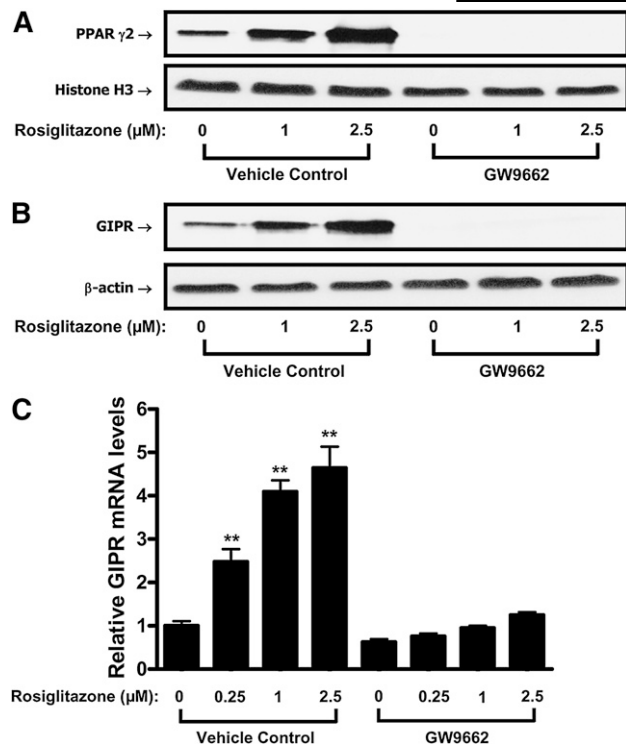 A
PPAR γ2→
Histone H3→
Rosiglitazone (µM): 0 1 2.5 0 1 2.5
Vehicle Control GW9662
B
GIPR→
β-actin→
Rosiglitazone (µM): 0 1 2.5 0 1 2.5
Vehicle Control GW9662
C
Relative GIPR mRNA levels
6
5
4
3
2
1
0
** ** **
Rosiglitazone (µM): 0 0.25 1 2.5 0 0.25 1 2.5
Vehicle Control GW9662